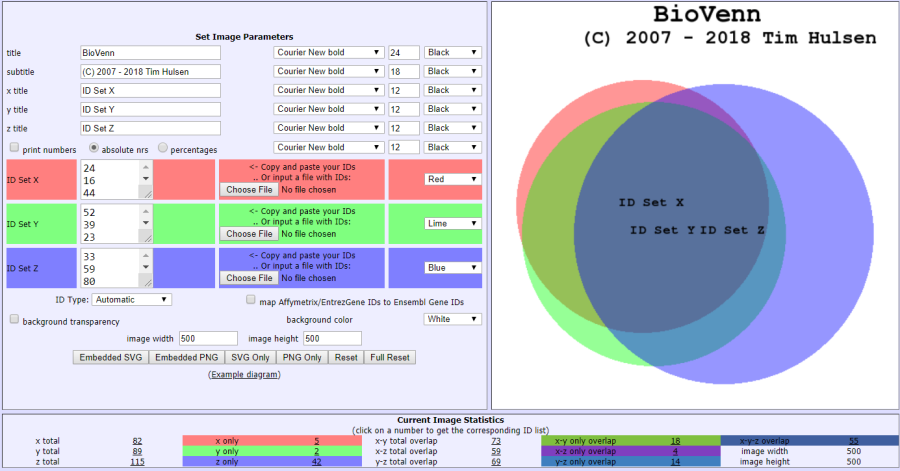 Set Image Parameters
title BioVenn Courier New bold 24 Black
subtitle (C) 2007 - 2018 Tim Hulsen Courier New bold 18 Black
x title ID Set X Courier New bold 12 Black
y title ID Set Y Courier New bold 12 Black
z title ID Set Z Courier New bold 12 Black
print numbers absolute nrs percentages Courier New bold 12 Black
ID Set X
24
16
44
<- Copy and paste your IDs
.. Or input a file with IDs:
Choose File No file chosen
Red
ID Set Y
52
39
23
<- Copy and paste your IDs
.. Or input a file with IDs:
Choose File No file chosen
Lime
ID Set Z
33
59
80
<- Copy and paste your IDs
.. Or input a file with IDs:
Choose File No file chosen
Blue
ID Type: Automatic map Affymetrix/EntrezGene IDs to Ensembl Gene IDs
background transparency background color White
image width 500 image height 500
Embedded SVG Embedded PNG SVG Only PNG Only Reset Full Reset
(Example diagram)
BioVenn
(C) 2007 - 2018 Tim Hulsen
ID Set X
ID Set Y ID Set Z
Current Image Statistics
(click on a number to get the corresponding ID list)
x total 82 x only 5 x-y total overlap 73 x-y only overlap 18 x-y-z overlap 55
y total 89 y only 2 x-z total overlap 59 x-z only overlap 4 image width 500
z total 115 z only 42 y-z total overlap 69 y-z only overlap 14 image height 500